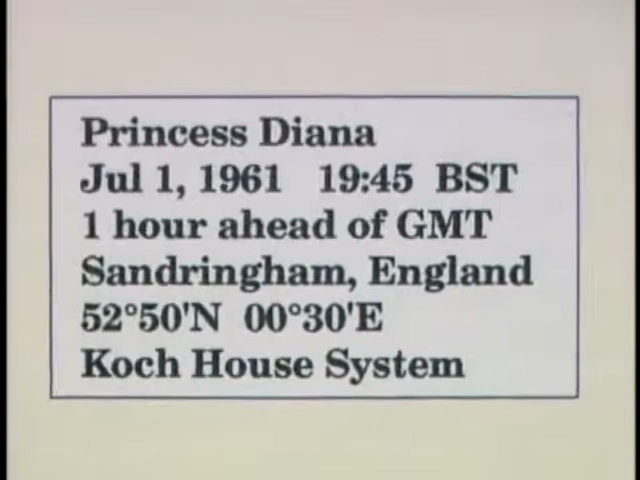 Princess Diana
Jul 1, 1961 19:45 BST
1 hour ahead of GMT
Sandringham, England
52°50'N 00°30'E
Koch House System